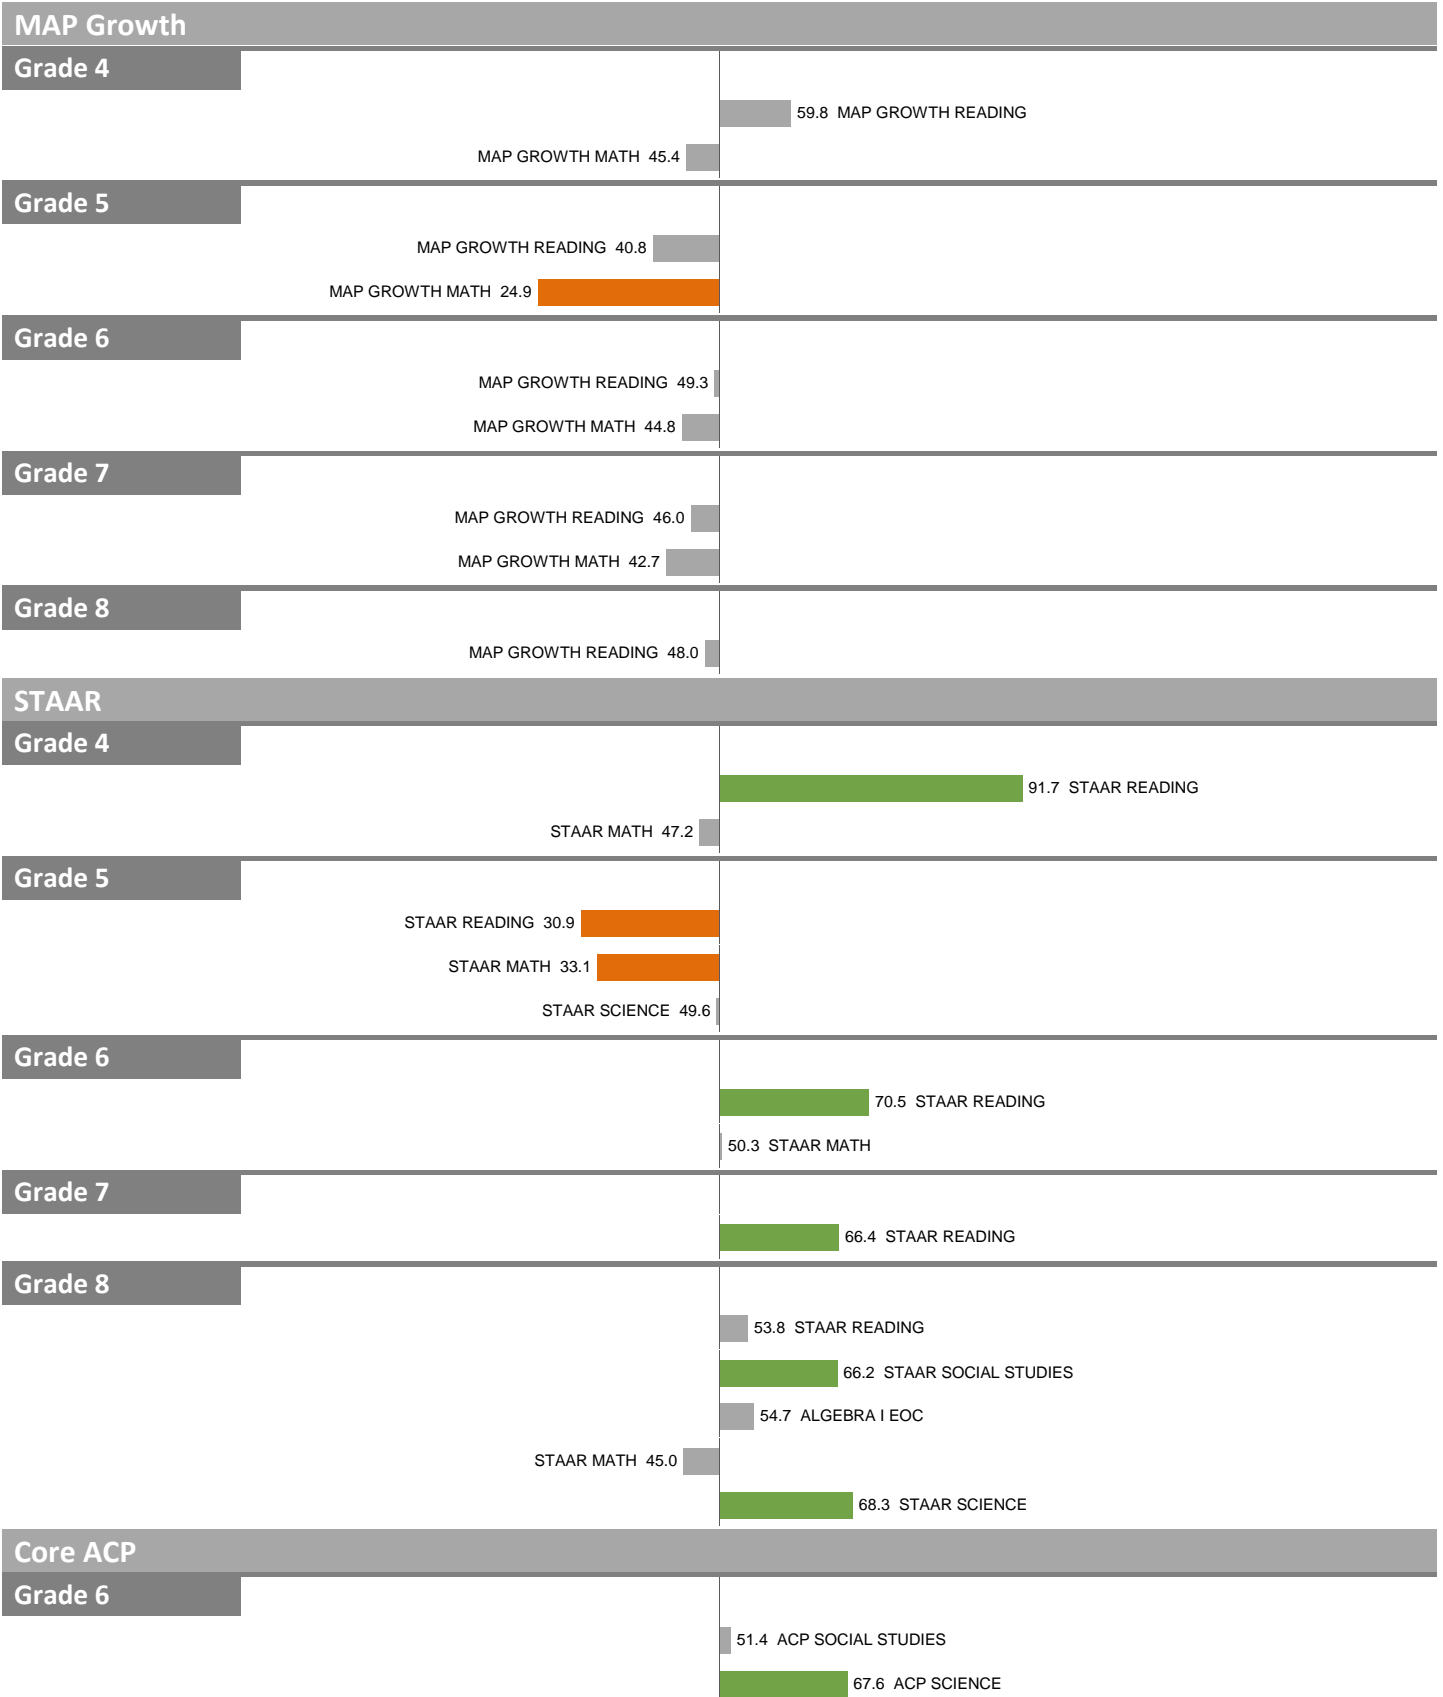 MAP Growth
Grade 4
59.8 MAP GROWTH READING
MAP GROWTH MATH 45.4
Grade 5
MAP GROWTH READING 40.8
MAP GROWTH MATH 24.9
Grade 6
MAP GROWTH READING 49.3
MAP GROWTH MATH 44.8
Grade 7
MAP GROWTH READING 46.0
MAP GROWTH MATH 42.7
Grade 8
MAP GROWTH READING 48.0
STAAR
Grade 4
91.7 STAAR READING
STAAR MATH 47.2
Grade 5
STAAR READING 30.9
STAAR MATH 33.1
STAAR SCIENCE 49.6
Grade 6
70.5 STAAR READING
50.3 STAAR MATH
Grade 7
66.4 STAAR READING
Grade 8
53.8 STAAR READING
66.2 STAAR SOCIAL STUDIES
54.7 ALGEBRA I EOC
STAAR MATH 45.0
68.3 STAAR SCIENCE
Core ACP
Grade 6
51.4 ACP SOCIAL STUDIES
67.6 ACP SCIENCE